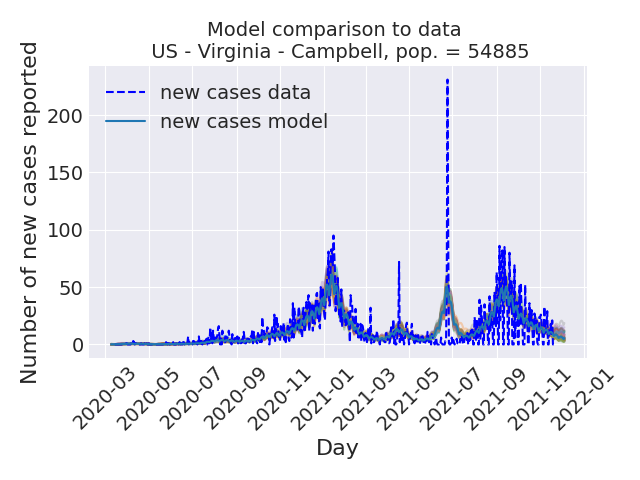 Model comparison to data
US - Virginia - Campbell, pop. = 54885
Number of new cases reported
200
150
100
50
0
new cases data
new cases model
2020-03
2020-05
2020-07
2020-09
2020-11
2021-01
2021-03
2021-05
2021-07
2021-09
2021-11
2022-01
Day